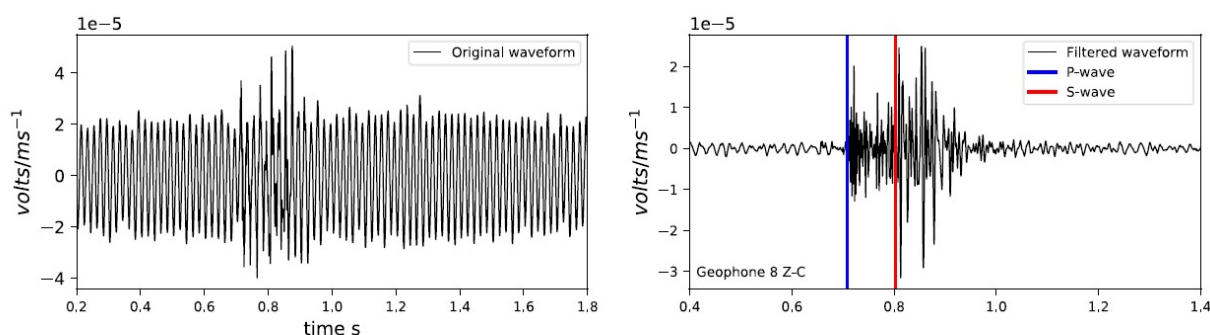 1e−5
Original waveform
volts/ms⁻¹
4
2
0
−2
−4
0.2 0.4 0.6 0.8 1.0 1.2 1.4 1.6 1.8
time s
1e−5
Filtered waveform
P-wave
S-wave
volts/ms⁻¹
2
1
0
−1
−2
−3
Geophone 8 Z-C
0.4 0.6 0.8 1.0 1.2 1.4